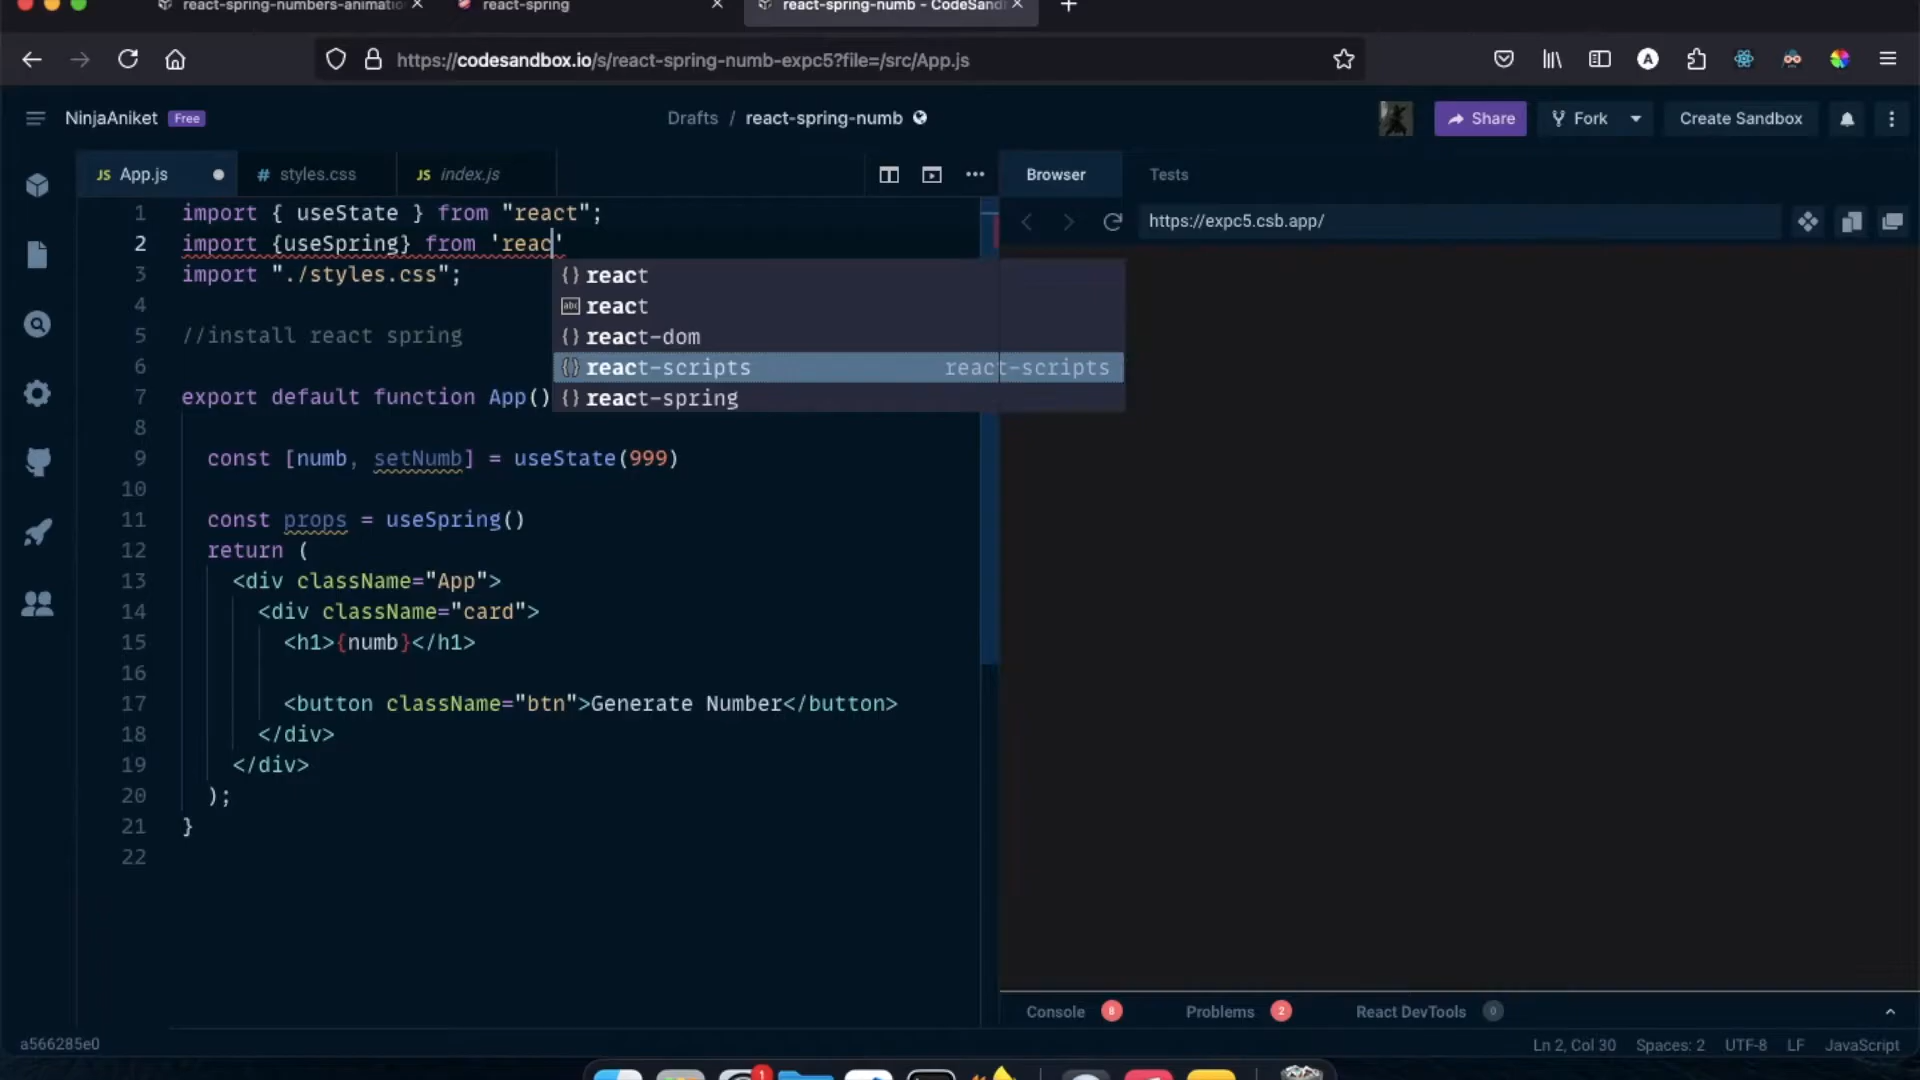 react-spring-numbers-animatio
react-spring
react-spring-numb - CodeSand
https://codesandbox.io/s/react-spring-numb-expc5?file=/src/App.js
A
NinjaAniket
Free
Drafts / react-spring-numb
Share
Fork
Create Sandbox
JS App.js
# styles.css
JS index.js
Browser
Tests
https://expc5.csb.app/
1 import { useState } from "react";
2 import {useSpring} from 'reac'
3 import "./styles.css";
4
5 //install react spring
6
7 export default function App()
8
9 const [numb, setNumb] = useState(999)
10
11 const props = useSpring()
12 return (
13 <div className="App">
14 <div className="card">
15 <h1>{numb}</h1>
16
17 <button className="btn">Generate Number</button>
18 </div>
19 </div>
20 );
21 }
22
{} react
abc react
{} react-dom
{} react-scripts react-scripts
{} react-spring
Console 8
Problems 2
React DevTools 0
a566285e0
Ln 2, Col 30
Spaces: 2
UTF-8
LF
JavaScript
1